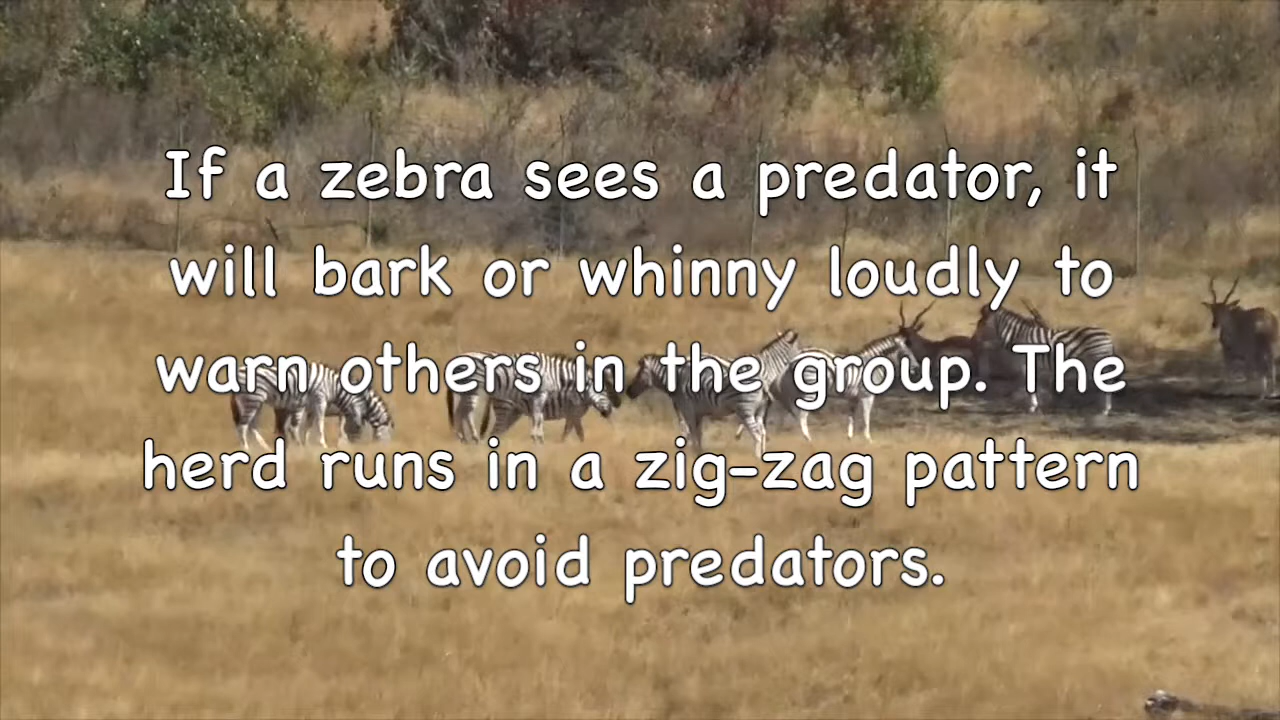 If a zebra sees a predator, it
will bark or whinny loudly to
warn others in the group. The
herd runs in a zig-zag pattern
to avoid predators.